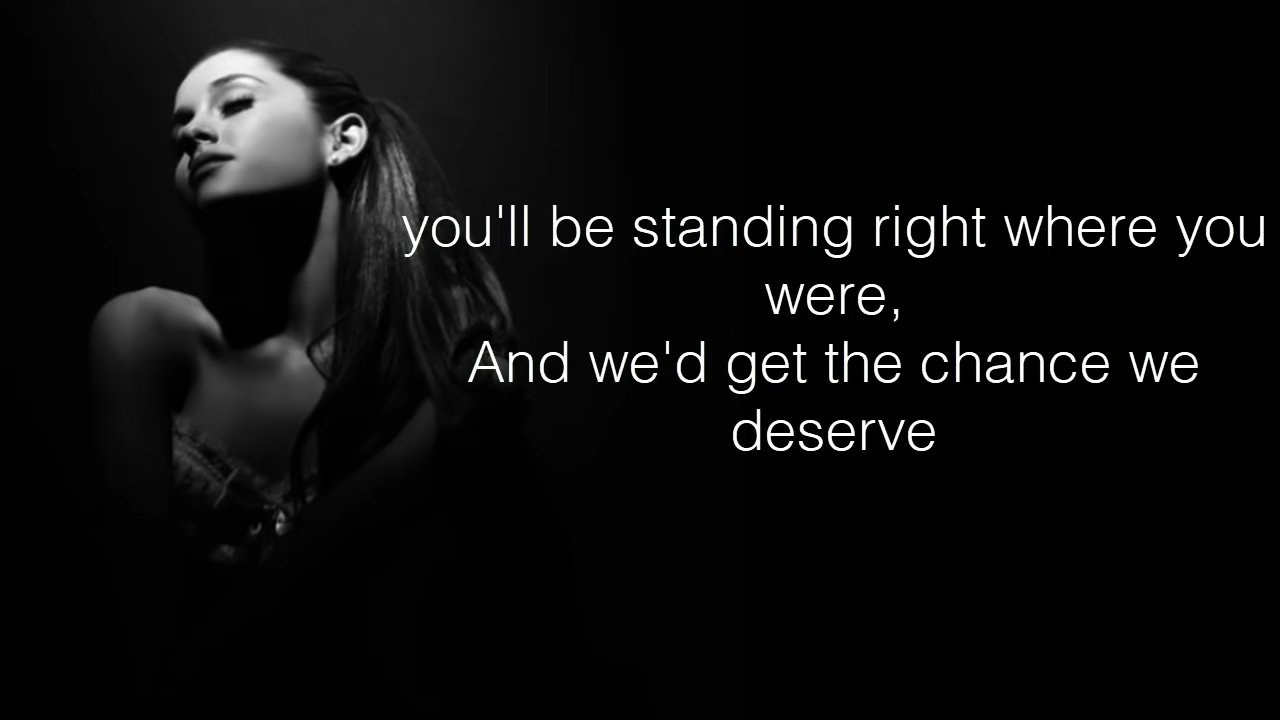 you'll be standing right where you
were,
And we'd get the chance we
deserve